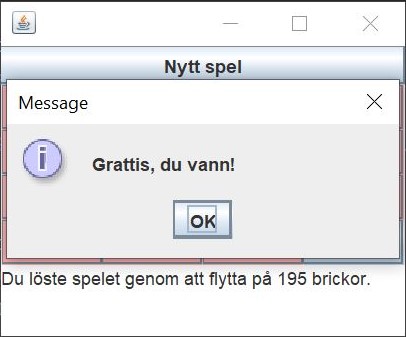 Nytt spel
Message
Grattis, du vann!
OK
Du löste spelet genom att flytta på 195 brickor.